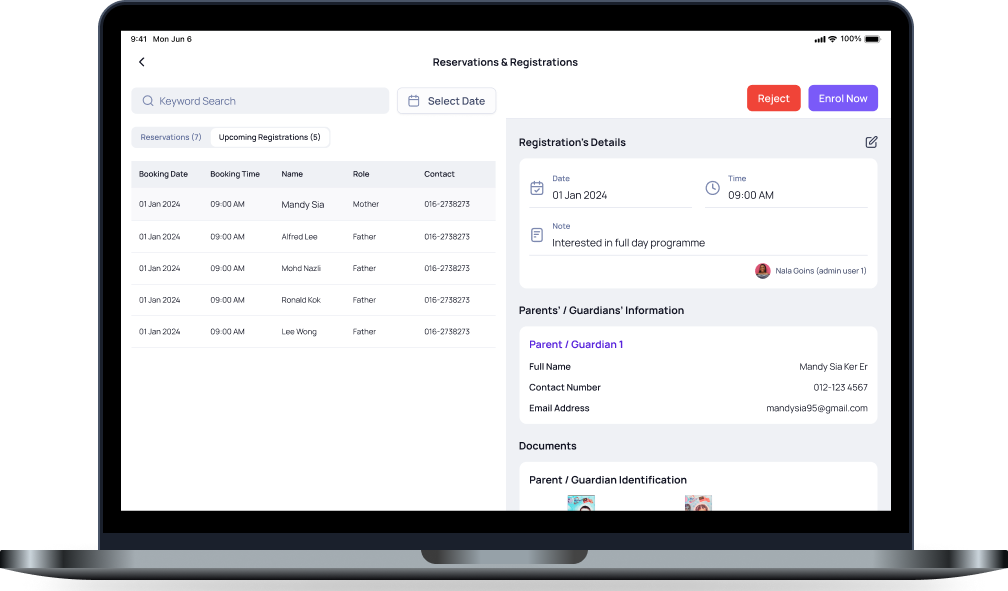 9:41 Mon Jun 6
100%
Reservations & Registrations
Keyword Search
Select Date
Reject
Enrol Now
Reservations (7)
Upcoming Registrations (5)
Booking Date Booking Time Name Role Contact
01 Jan 2024 09:00 AM Mandy Sia Mother 016-2738273
01 Jan 2024 09:00 AM Alfred Lee Father 016-2738273
01 Jan 2024 09:00 AM Mohd Nazli Father 016-2738273
01 Jan 2024 09:00 AM Ronald Kok Father 016-2738273
01 Jan 2024 09:00 AM Lee Wong Father 016-2738273
Registration's Details
Date
01 Jan 2024
Time
09:00 AM
Note
Interested in full day programme
Nala Goins (admin user 1)
Parents' / Guardians' Information
Parent / Guardian 1
Full Name Mandy Sia Ker Er
Contact Number 012-123 4567
Email Address mandysia95@gmail.com
Documents
Parent / Guardian Identification